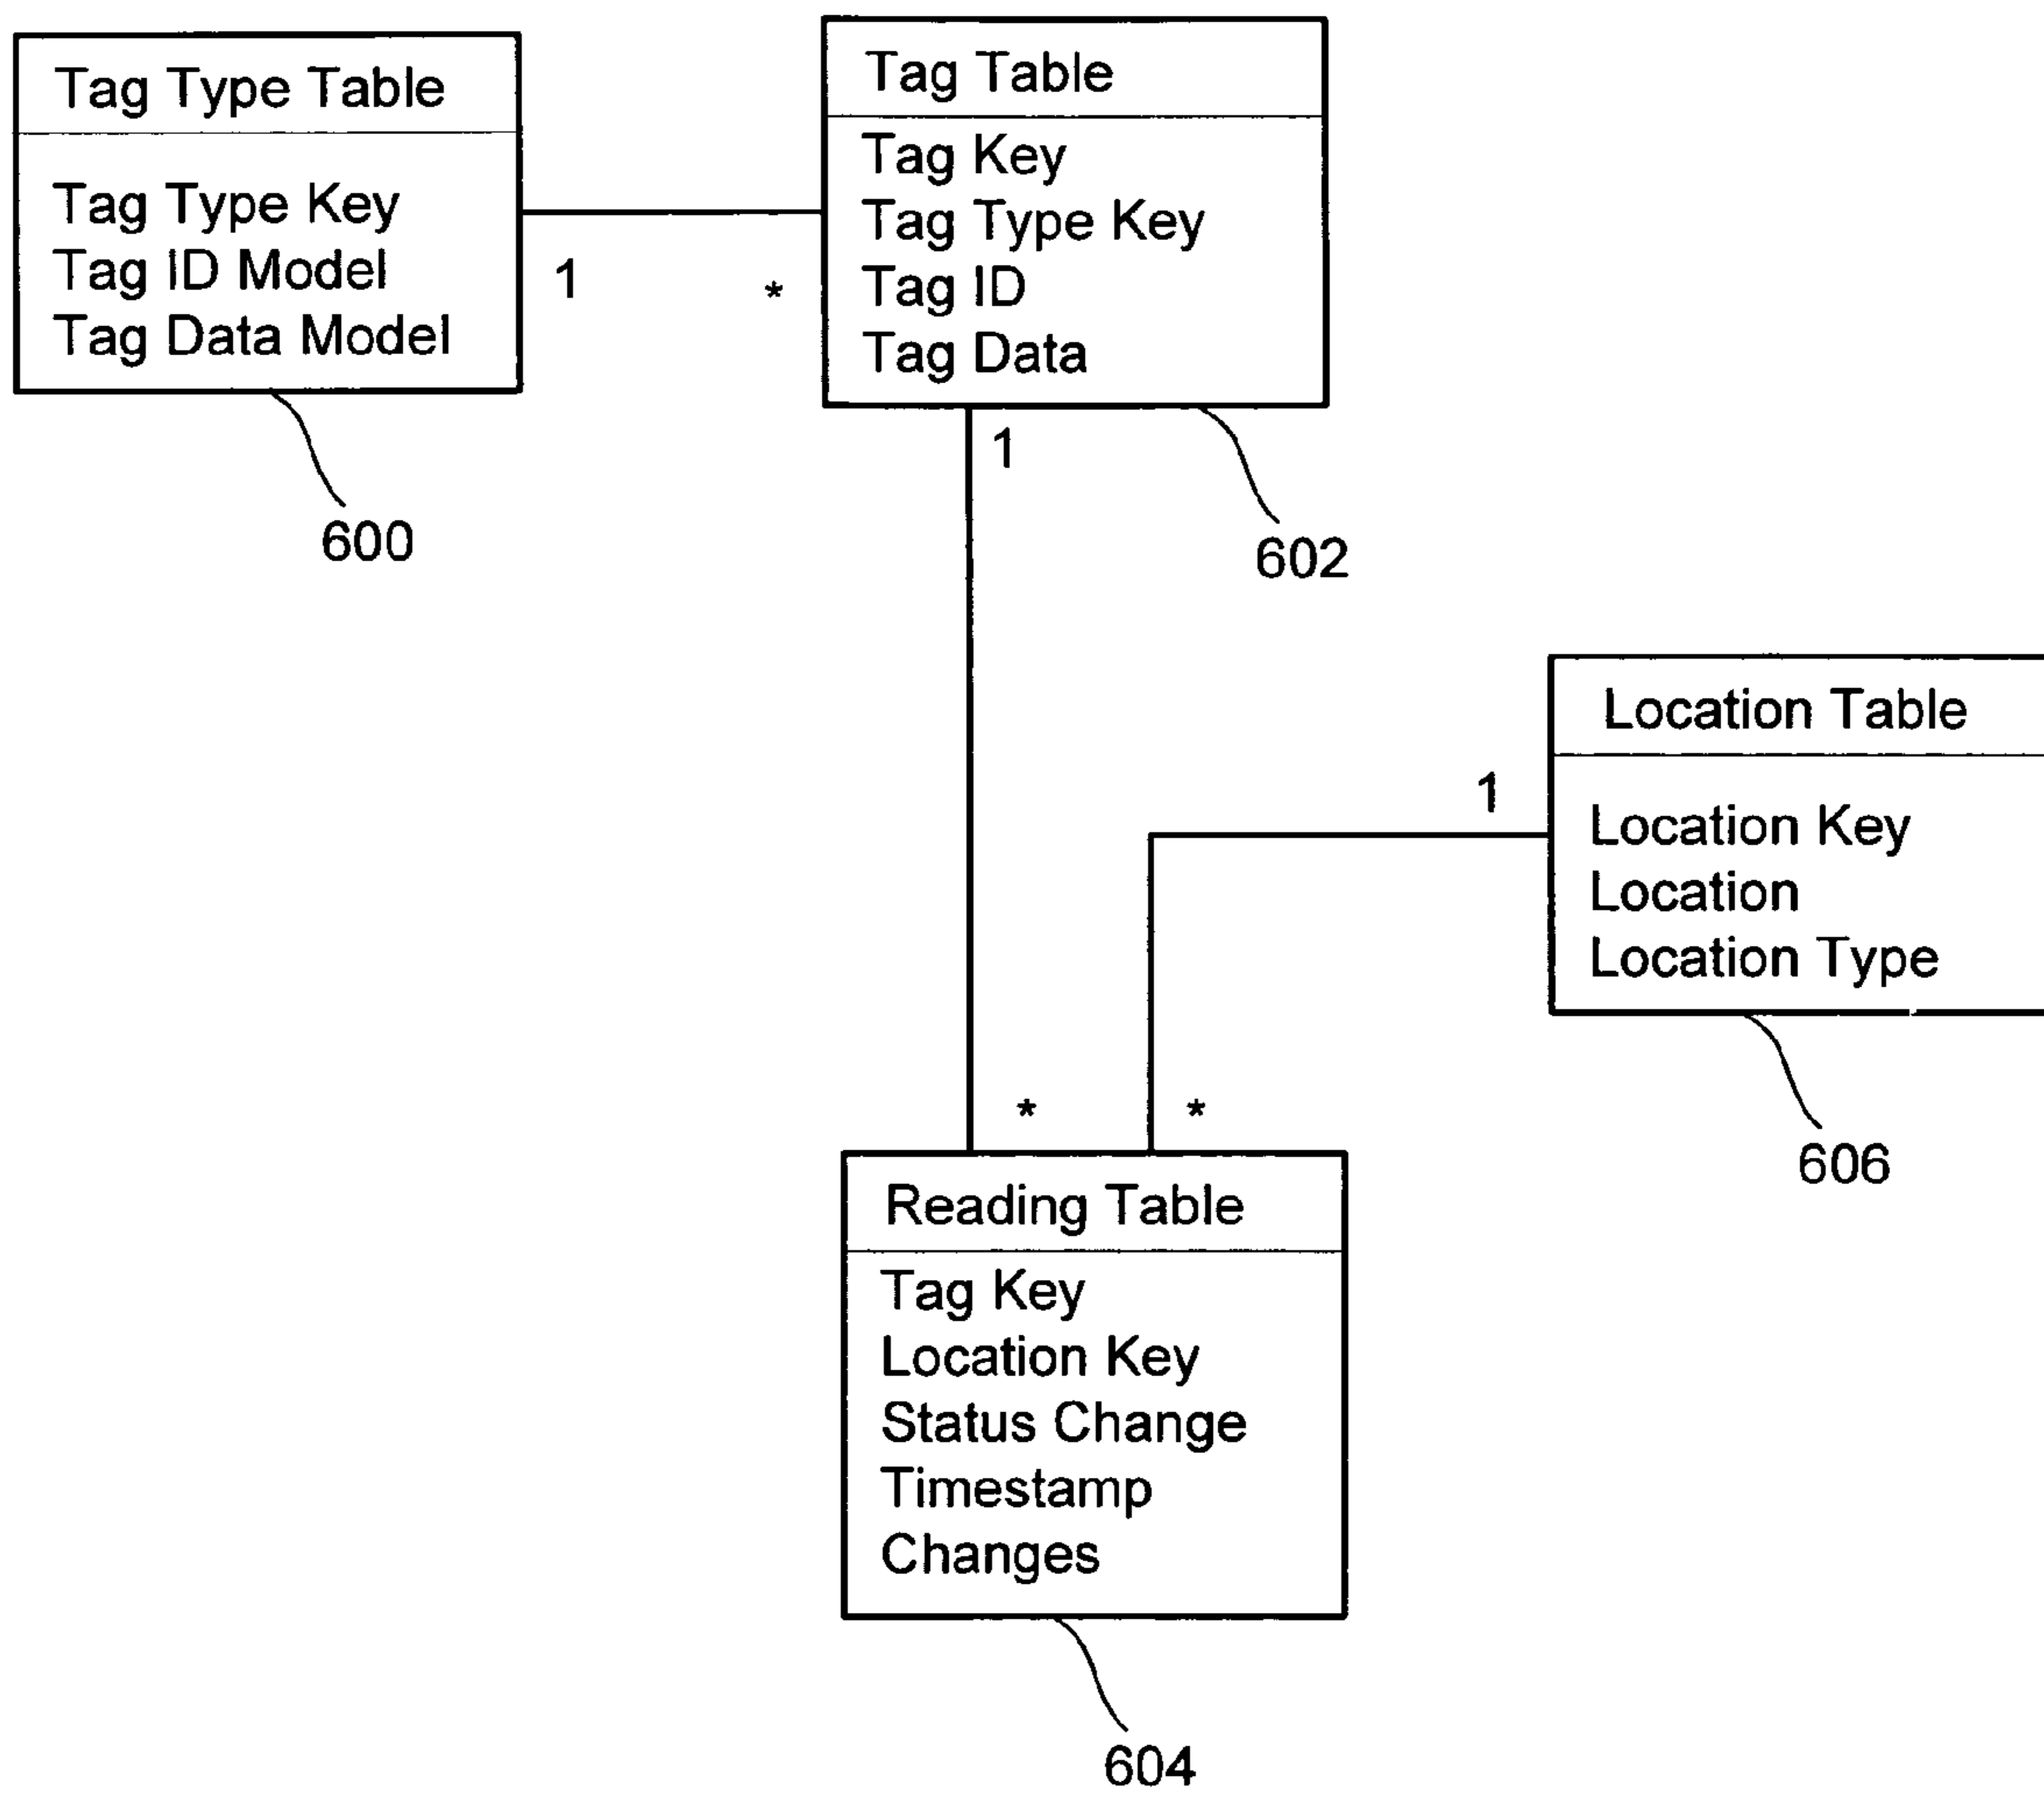 Tag Type Table
Tag Type Key
Tag ID Model
Tag Data Model
1
*
600
Tag Table
Tag Key
Tag Type Key
Tag ID
Tag Data
1
602
Location Table
Location Key
Location
Location Type
1
606
*
*
Reading Table
Tag Key
Location Key
Status Change
Timestamp
Changes
604